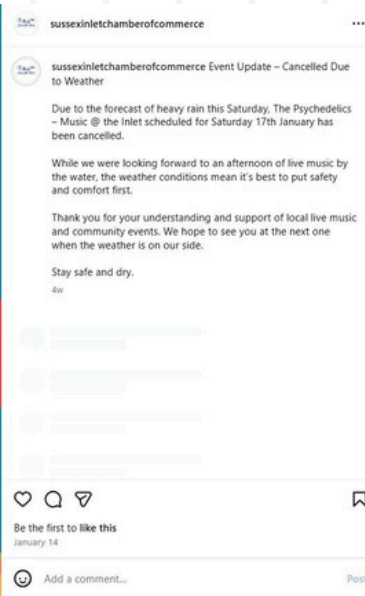 sussexinletchamberofcommerce
sussexinletchamberofcommerce Event Update – Cancelled Due
to Weather
Due to the forecast of heavy rain this Saturday, The Psychedelics
– Music @ the Inlet scheduled for Saturday 17th January has
been cancelled.
While we were looking forward to an afternoon of live music by
the water, the weather conditions mean it's best to put safety
and comfort first.
Thank you for your understanding and support of local live music
and community events. We hope to see you at the next one
when the weather is on our side.
Stay safe and dry.
4w
Be the first to like this
January 14
Add a comment...
Post